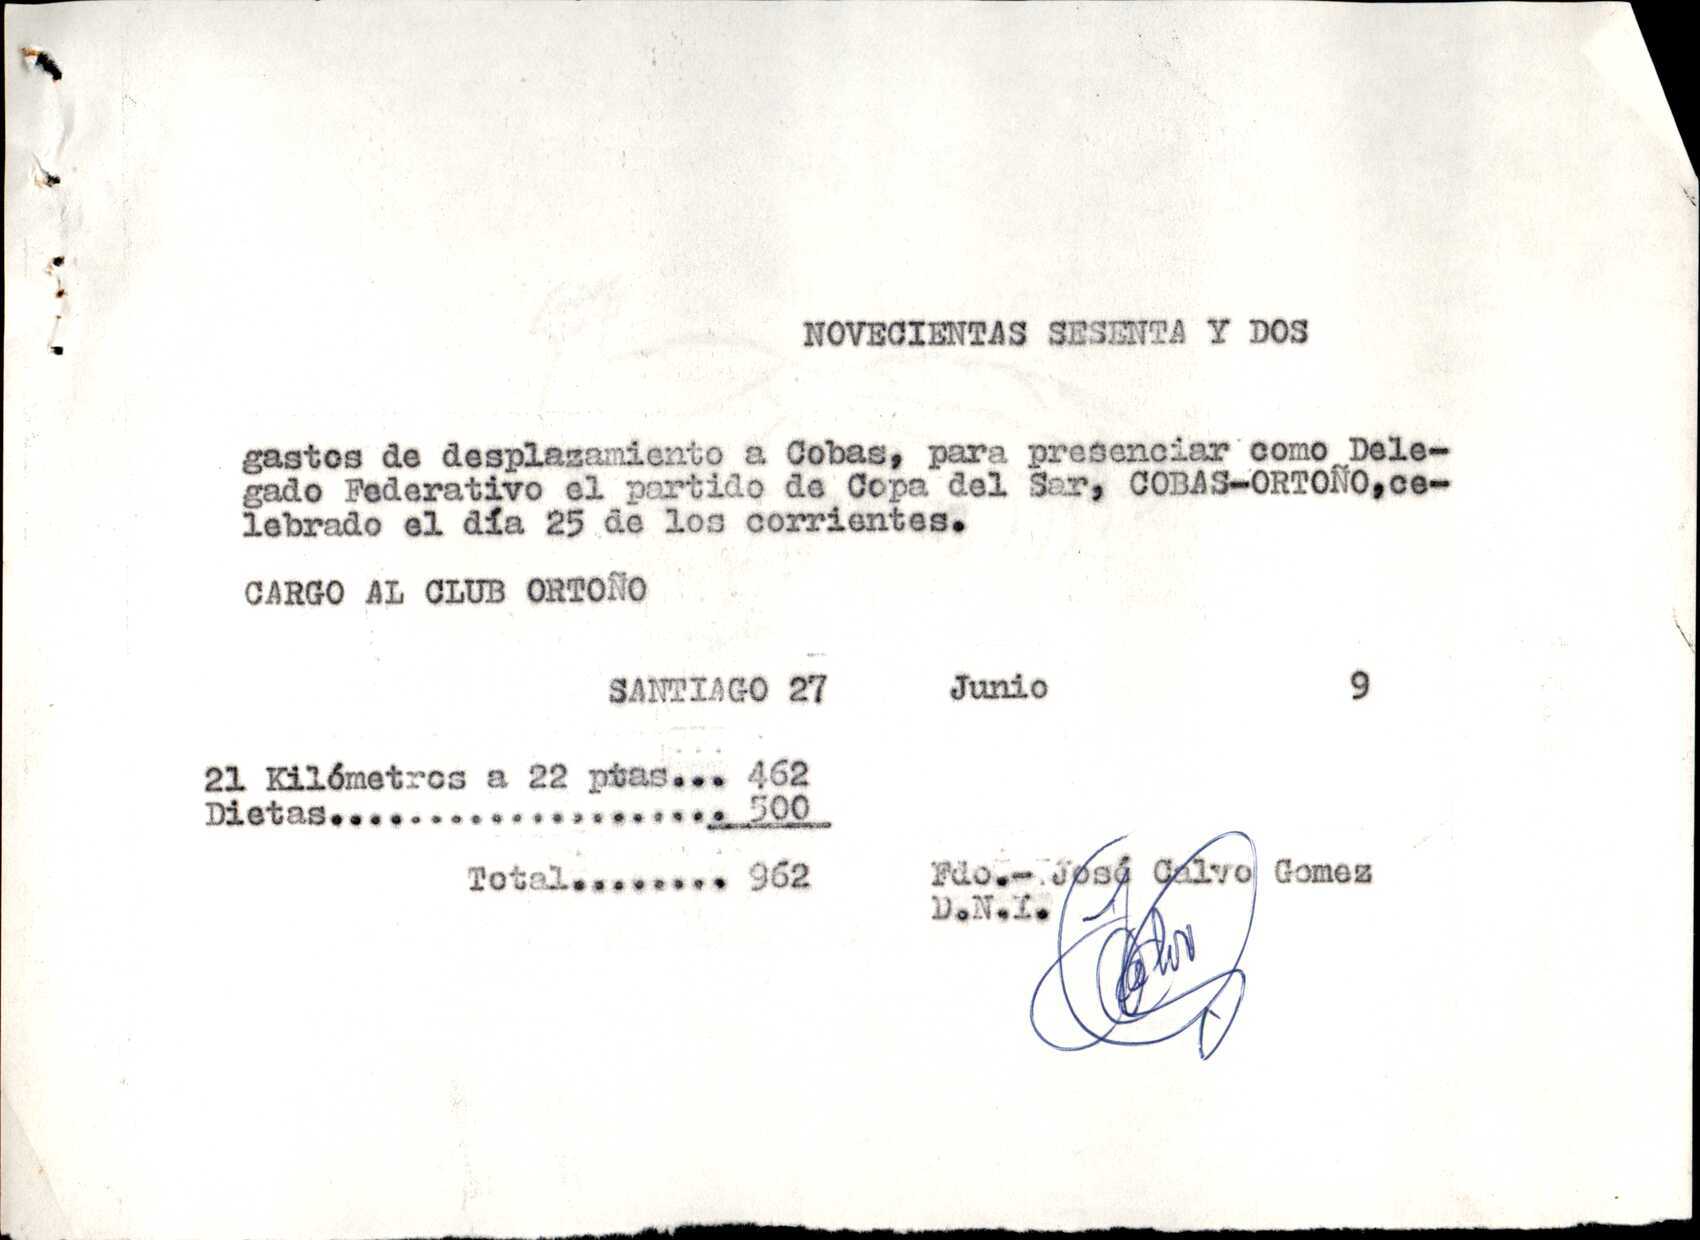 NOVECIENTAS SESENTA Y DOS
gastos de desplazamiento a Cobas, para presenciar como Dele-
gado Federativo el partido de Copa del Sar, COBAS-ORTOÑO,ce-
lebrado el día 25 de los corrientes.
CARGO AL CLUB ORTOÑO
SANTIAGO 27 Junio 9
21 Kilómetros a 22 ptas... 462
Dietas.................... 500
Total........ 962
Fdo.- José Calvo Gomez
D.N.I.
Calvo